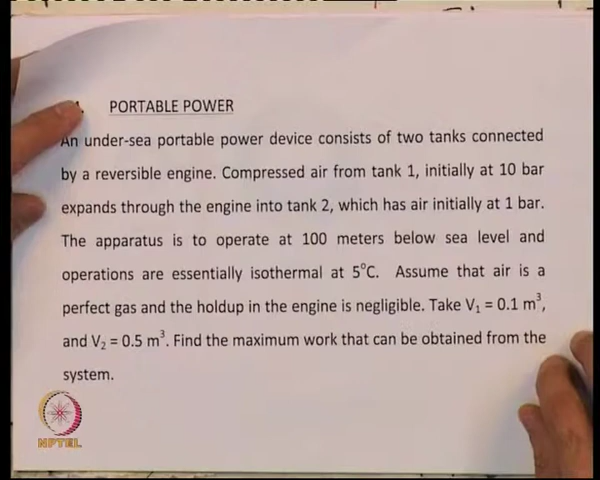 PORTABLE POWER
An under-sea portable power device consists of two tanks connected
by a reversible engine. Compressed air from tank 1, initially at 10 bar
expands through the engine into tank 2, which has air initially at 1 bar.
The apparatus is to operate at 100 meters below sea level and
operations are essentially isothermal at 5°C. Assume that air is a
perfect gas and the holdup in the engine is negligible. Take V₁ = 0.1 m³,
and V₂ = 0.5 m³. Find the maximum work that can be obtained from the
system.
NPTEL